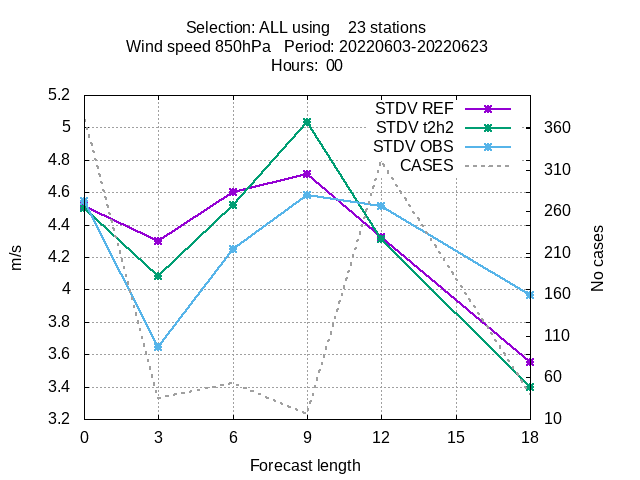 Selection: ALL using    23 stations
Wind speed 850hPa   Period: 20220603-20220623
Hours:  00
STDV REF
STDV t2h2
STDV OBS
CASES
5.2
5
4.8
4.6
4.4
4.2
4
3.8
3.6
3.4
3.2
m/s
360
310
260
210
160
110
60
10
No cases
0 3 6 9 12 15 18
Forecast length